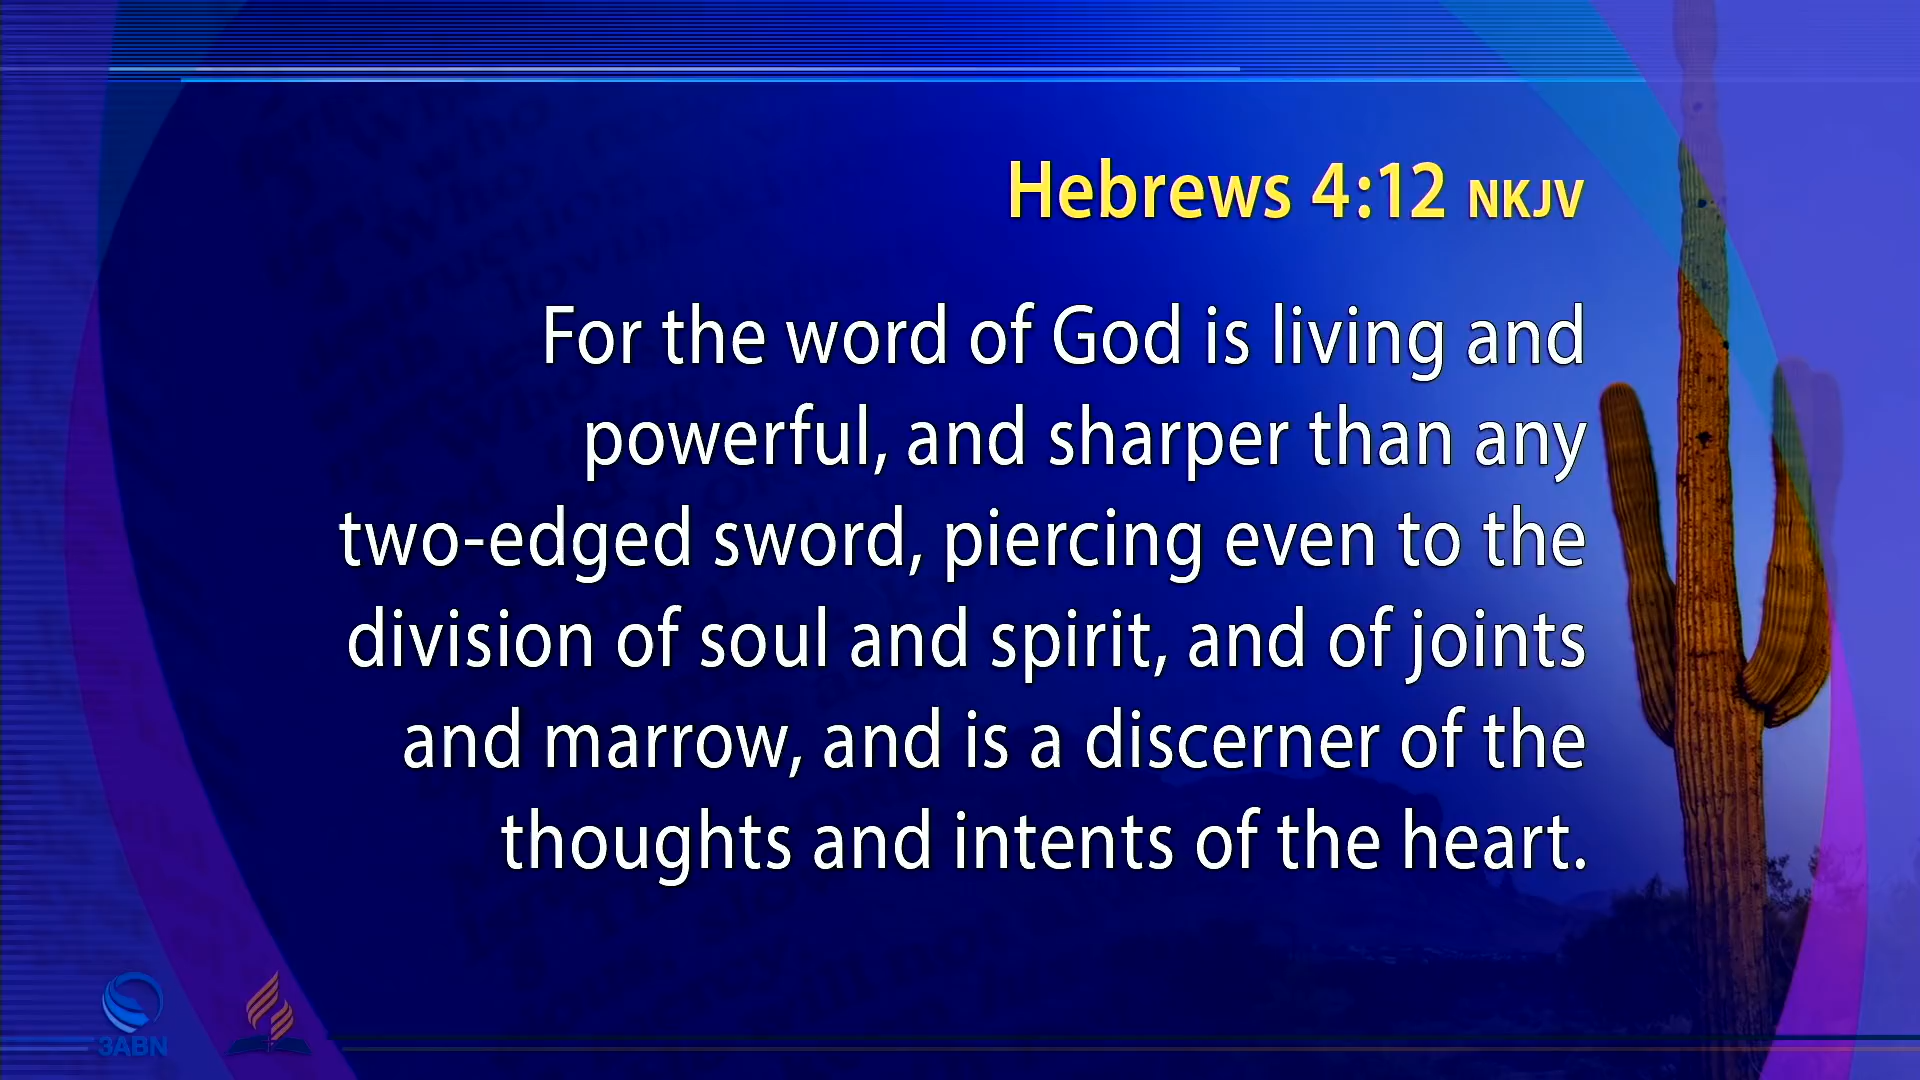 Hebrews 4:12 NKJV
For the word of God is living and
powerful, and sharper than any
two-edged sword, piercing even to the
division of soul and spirit, and of joints
and marrow, and is a discerner of the
thoughts and intents of the heart.
3ABN